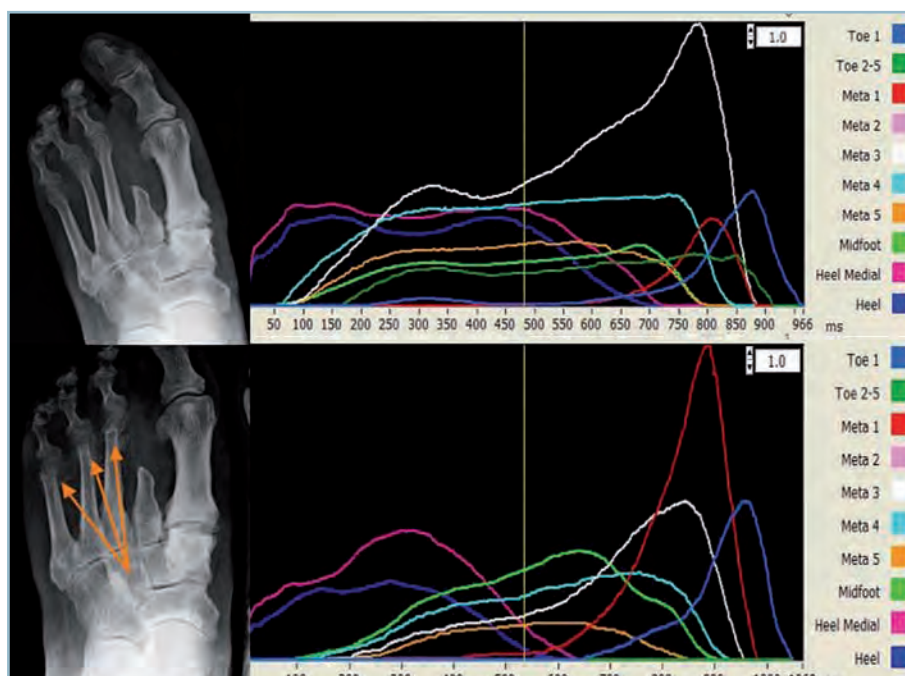 1.0
Toe 1
Toe 2-5
Meta 1
Meta 2
Meta 3
Meta 4
Meta 5
Midfoot
Heel Medial
Heel
50 100 150 200 250 300 350 400 450 500 550 600 650 700 750 800 850 900 966 ms
1.0
Toe 1
Toe 2-5
Meta 1
Meta 2
Meta 3
Meta 4
Meta 5
Midfoot
Heel Medial
Heel